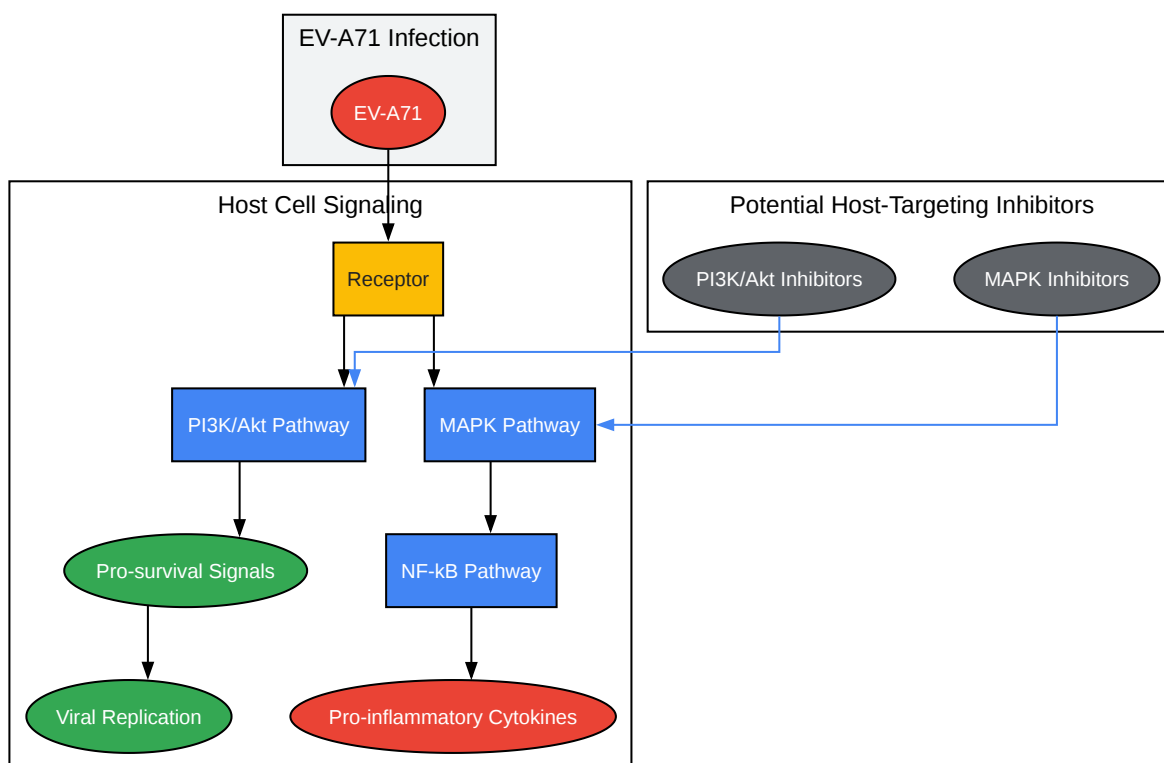 EV-A71 Infection
EV-A71
Host Cell Signaling
Potential Host-Targeting Inhibitors
Receptor
PI3K/Akt Inhibitors
MAPK Inhibitors
PI3K/Akt Pathway
MAPK Pathway
Pro-survival Signals
NF-kB Pathway
Viral Replication
Pro-inflammatory Cytokines